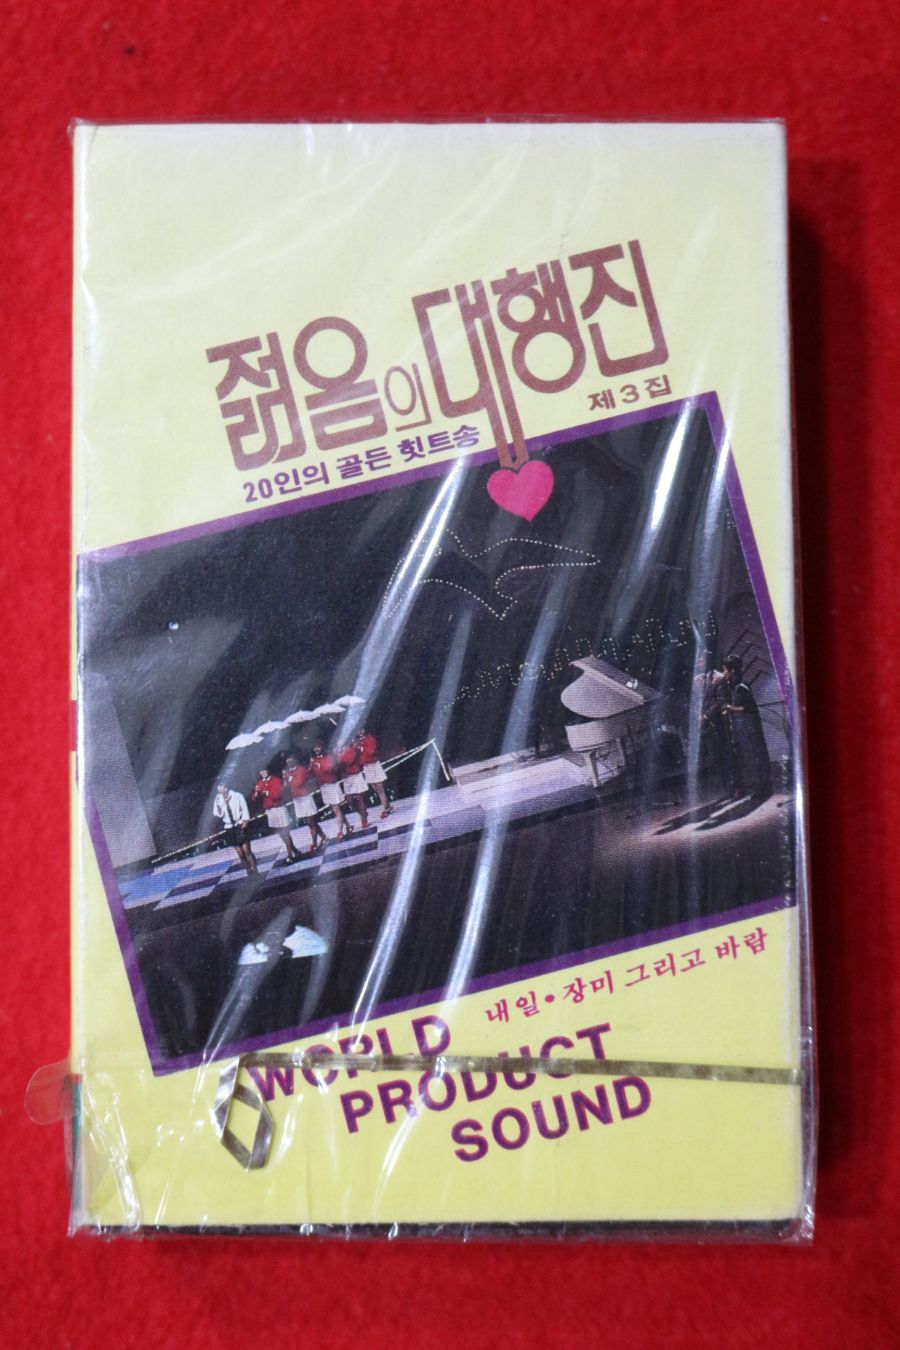 젊음의 대행진
제3집
20인의 골든 힛트송
내일•장미 그리고 바람
WORLD
PRODUCT
SOUND